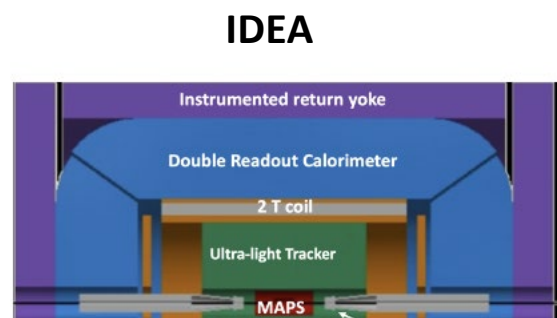 IDEA
Instrumented return yoke
Double Readout Calorimeter
2 T coil
Ultra-light Tracker
MAPS